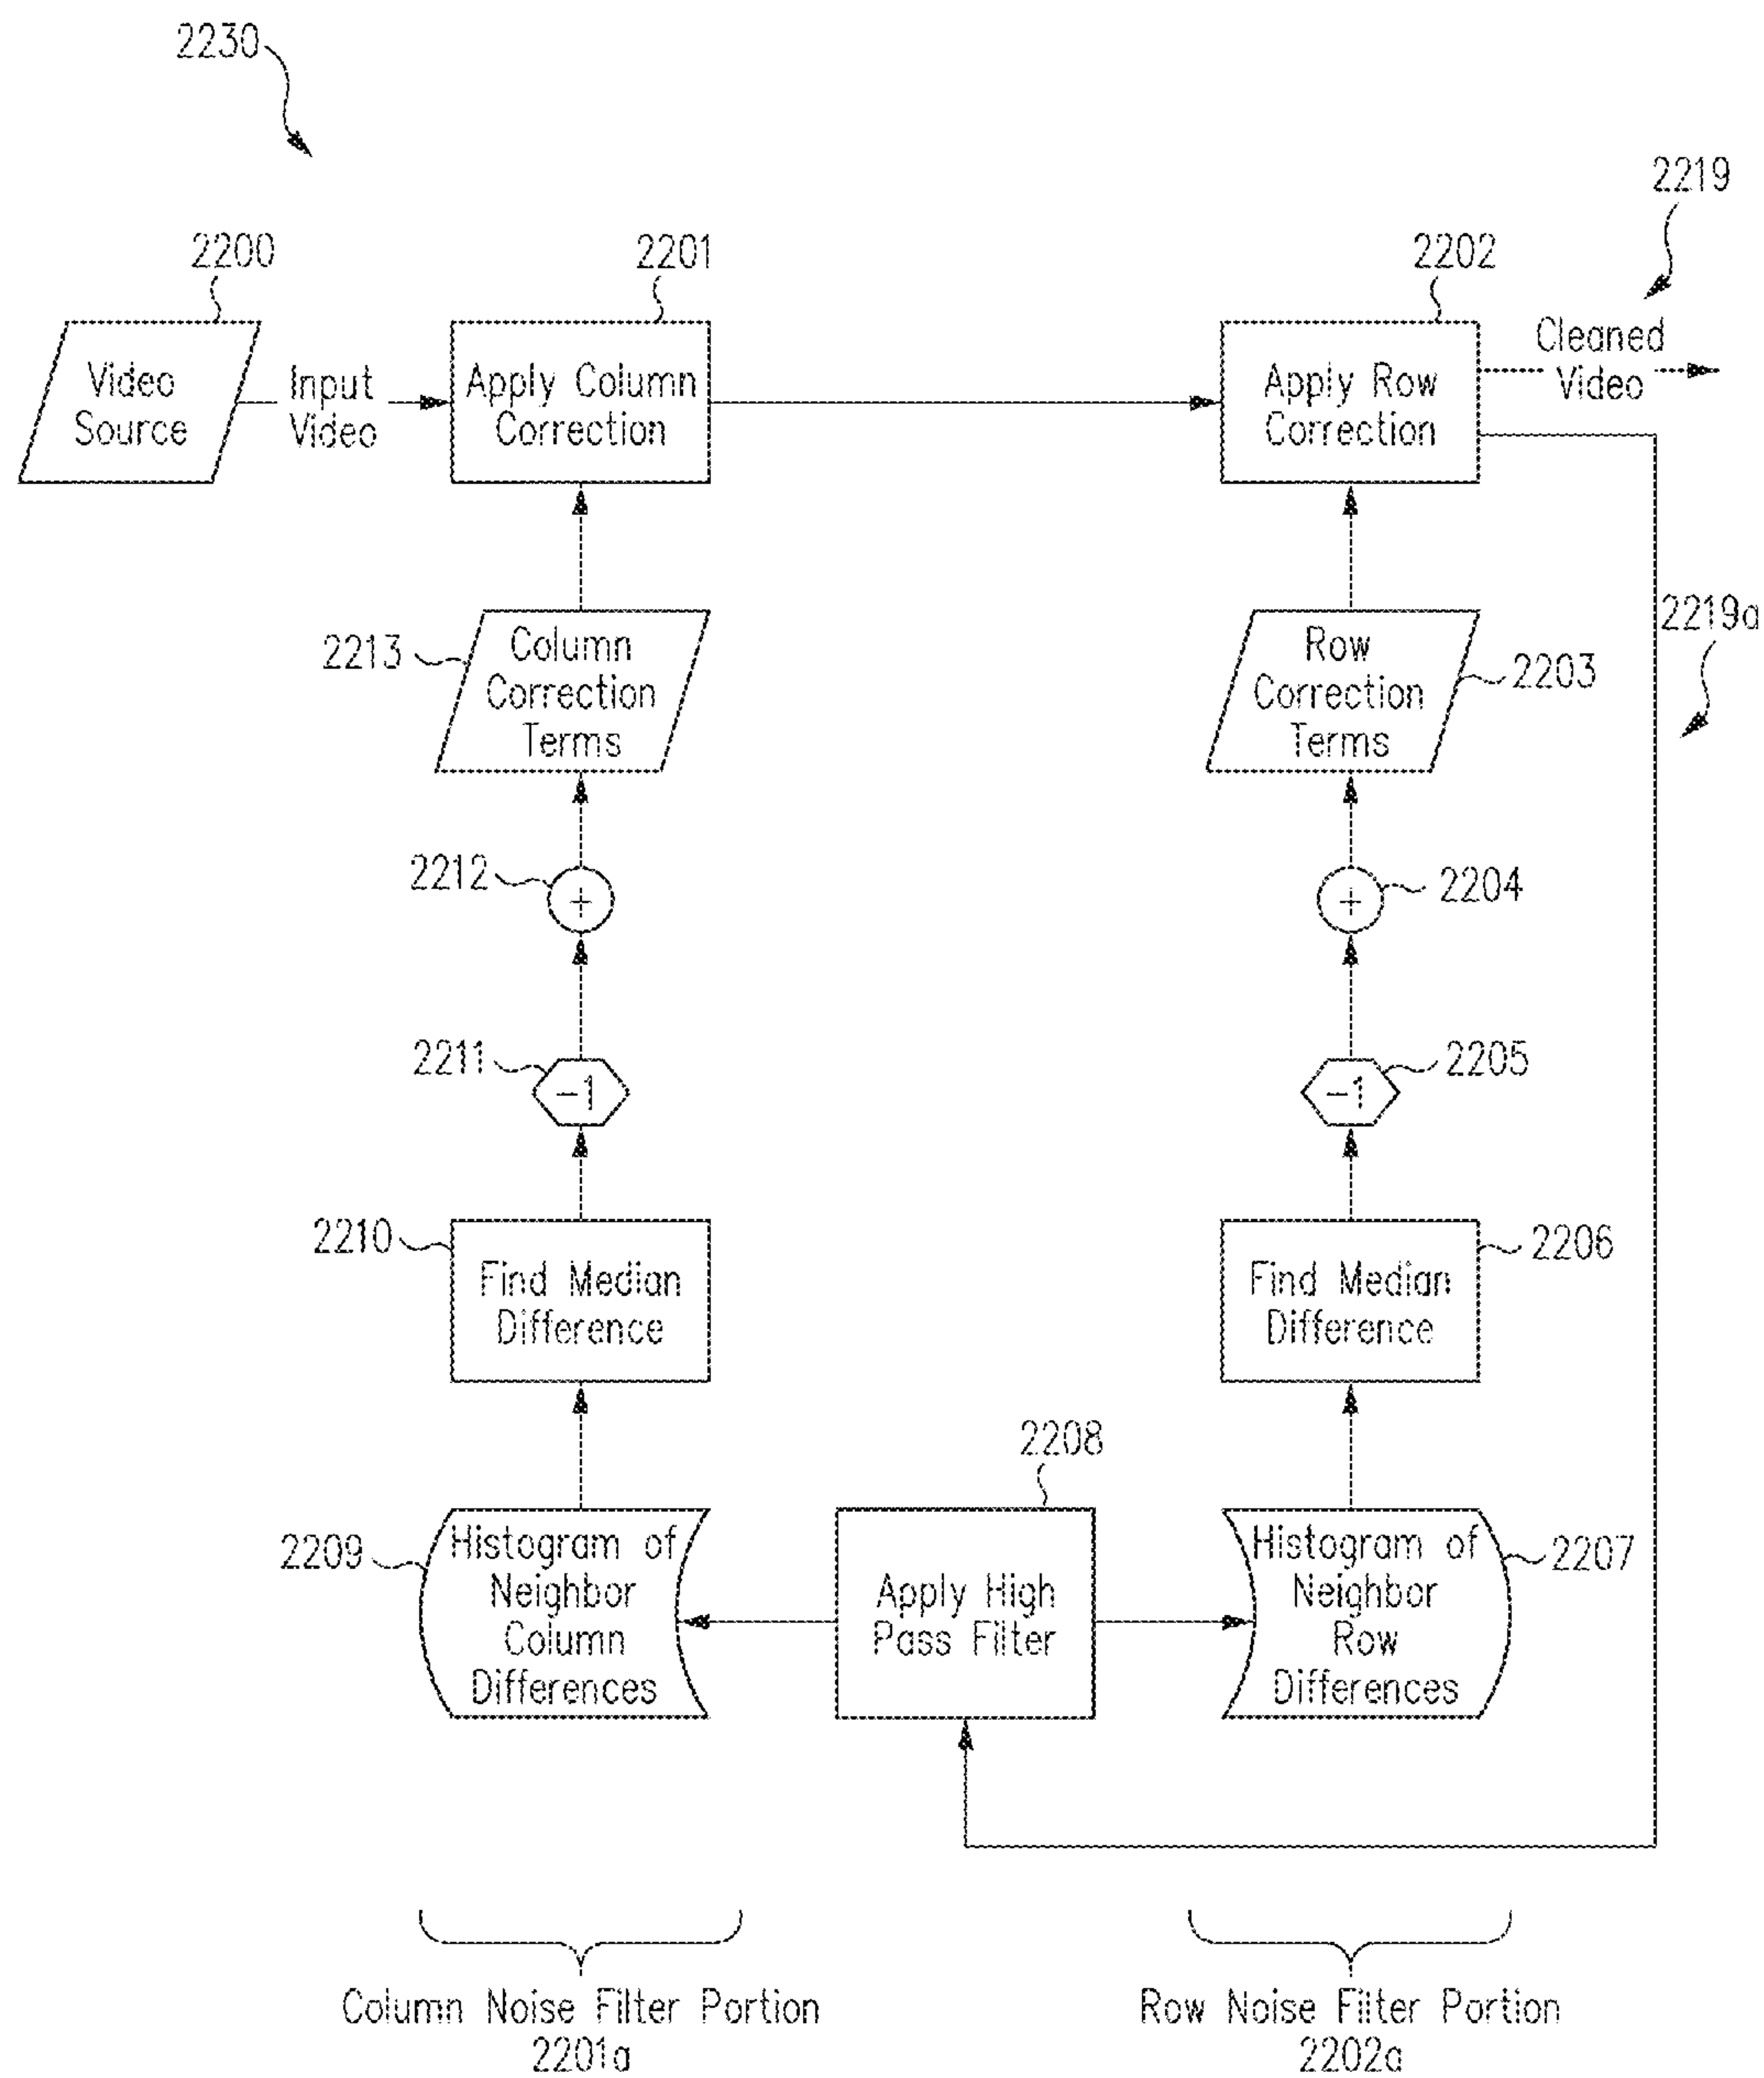 2230
2219
2200
2201
2202
Video
Source
Input
Video
Apply Column
Correction
Apply Row
Correction
Cleaned
Video
2219a
2213
Column
Correction
Terms
Row
Correction
Terms
2203
2212
+
+
2204
2211
-1
-1
2205
2210
Find Median
Difference
Find Median
Difference
2206
2208
2209
Histogram of
Neighbor
Column
Differences
Apply High
Pass Filter
Histogram of
Neighbor
Row
Differences
2207
Column Noise Filter Portion
2201a
Row Noise Filter Portion
2202a